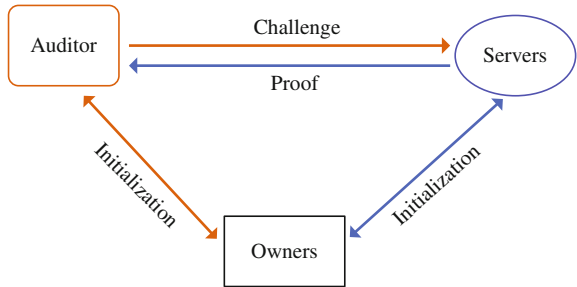 Auditor
Challenge
Servers
Proof
Initialization
Initialization
Owners